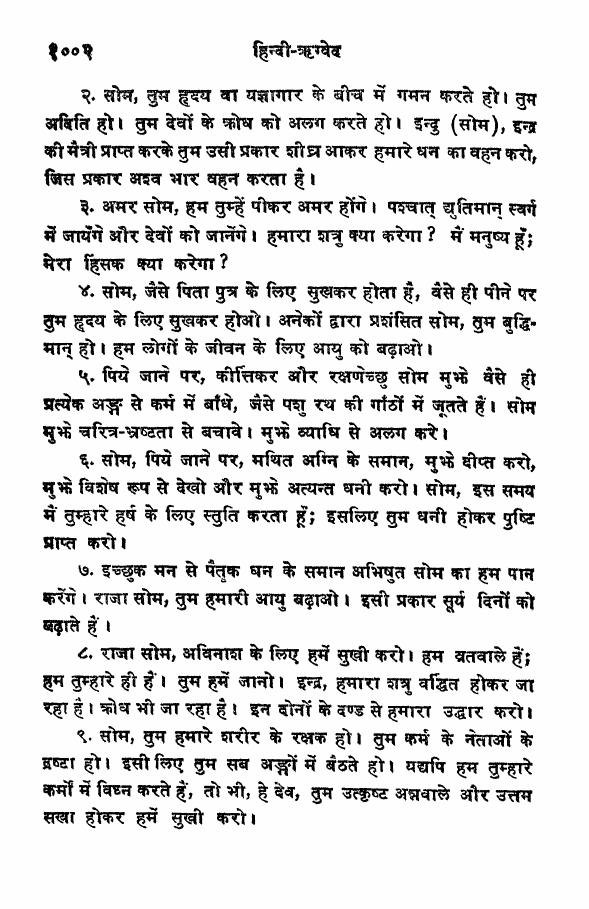 १००२ हिन्दी-ऋग्वेद
२. सोम, तुम हृदय वा यज्ञागार के बीच में गमन करते हो। तुम
अदिति हो। तुम देवों के क्रोध को अलग करते हो। इन्दु (सोम), इन्द्र
की मैत्री प्राप्त करके तुम उसी प्रकार शीघ्र आकर हमारे धन का वहन करो,
जिस प्रकार अश्व भार वहन करता है।
३. अमर सोम, हम तुम्हें पीकर अमर होंगे। पश्चात् द्युतिमान् स्वर्ग
में जायँगे और देवों को जानेंगे। हमारा शत्रु क्या करेगा? मैं मनुष्य हूँ;
मेरा हिंसक क्या करेगा?
४. सोम, जैसे पिता पुत्र के लिए सुखकर होता है, वैसे ही पीने पर
तुम हृदय के लिए सुखकर होओ। अनेकों द्वारा प्रशंसित सोम, तुम बुद्धि-
मान् हो। हम लोगों के जीवन के लिए आयु को बढ़ाओ।
५. पिये जाने पर, कीर्त्तिकर और रक्षणेच्छु सोम मुझे वैसे ही
प्रत्येक अङ्ग से कर्म में बाँधे, जैसे पशु रथ की गाँठों में जूतते हैं। सोम
मुझे चरित्र-भ्रष्टता से बचावे। मुझे व्याधि से अलग करे।
६. सोम, पिये जाने पर, मथित अग्नि के समान, मुझे दीप्त करो,
मुझे विशेष रूप से देखो और मुझे अत्यन्त धनी करो। सोम, इस समय
मैं तुम्हारे हर्ष के लिए स्तुति करता हूँ; इसलिए तुम धनी होकर पुष्टि
प्राप्त करो।
७. इच्छुक मन से पैतृक धन के समान अभिषुत सोम का हम पान
करेंगे। राजा सोम, तुम हमारी आयु बढ़ाओ। इसी प्रकार सूर्य दिनों को
बढ़ाते हैं।
८. राजा सोम, अविनाश के लिए हमें सुखी करो। हम व्रतवाले हैं;
हम तुम्हारे ही हैं। तुम हमें जानो। इन्द्र, हमारा शत्रु वर्द्धित होकर जा
रहा है। क्रोध भी जा रहा है। इन दोनों के दण्ड से हमारा उद्धार करो।
९. सोम, तुम हमारे शरीर के रक्षक हो। तुम कर्म के नेताओं के
द्रष्टा हो। इसी लिए तुम सब अङ्गों में बैठते हो। यद्यपि हम तुम्हारे
कर्मों में विघ्न करते हैं, तो भी, हे देव, तुम उत्कृष्ट अन्नवाले और उत्तम
सखा होकर हमें सुखी करो।